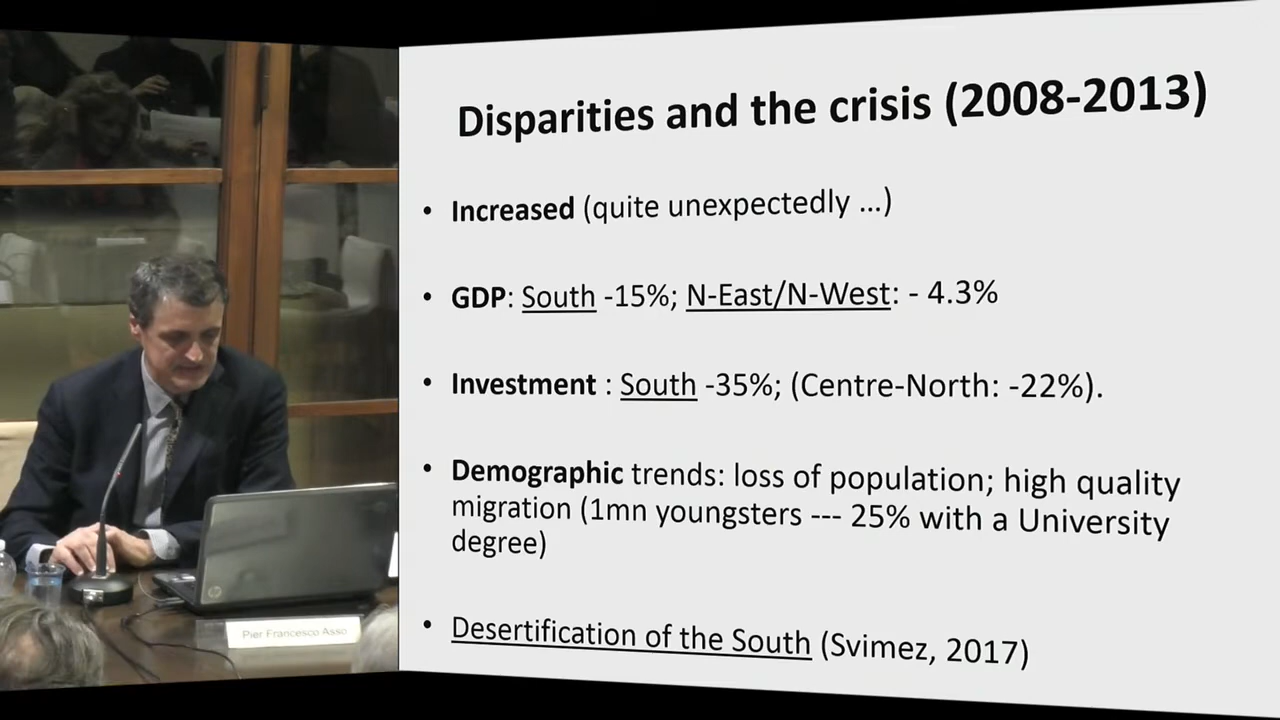 Disparities and the crisis (2008-2013)
• Increased (quite unexpectedly ...)
• GDP: South -15%; N-East/N-West: - 4.3%
• Investment : South -35%; (Centre-North: -22%).
• Demographic trends: loss of population; high quality
migration (1mn youngsters --- 25% with a University
degree)
• Desertification of the South (Svimez, 2017)
Pier Francesco Asso
hp